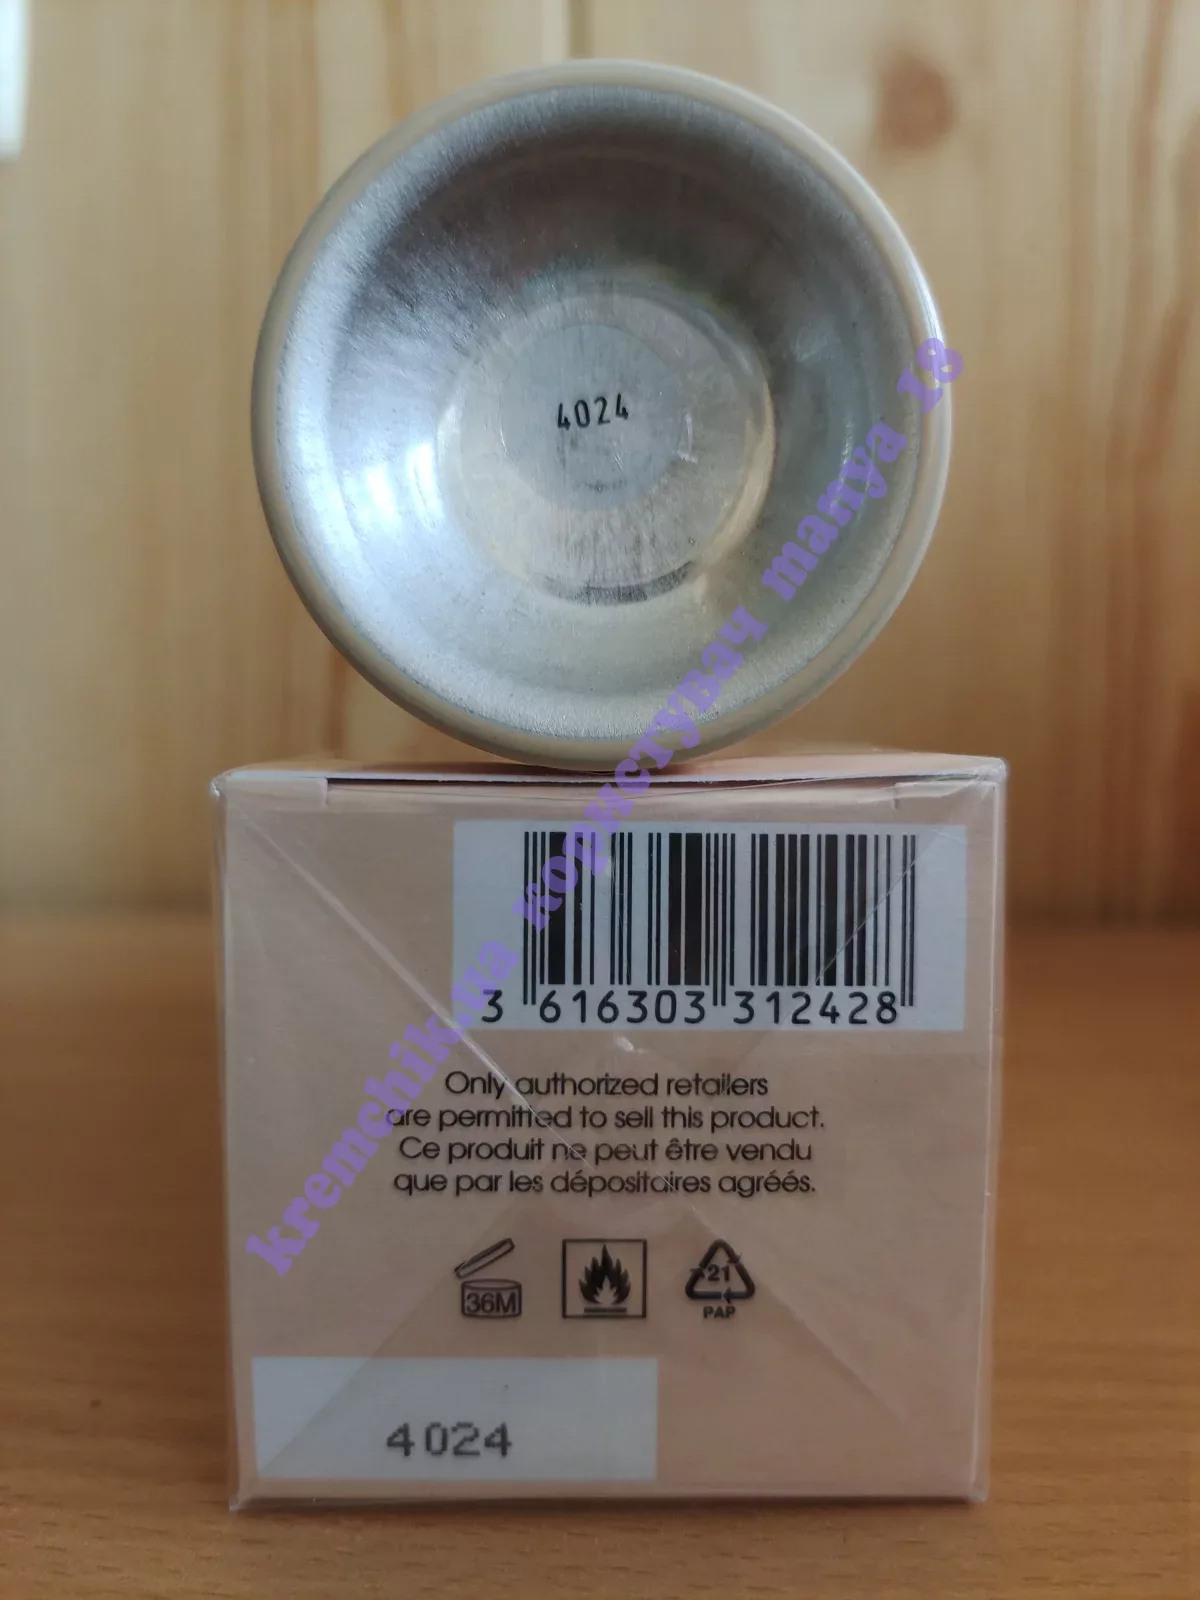 4024
3 616303 312428
Only authorized retailers
are permitted to sell this product.
Ce produit ne peut être vendu
que par les dépositaires agréés.
36M
21
PAP
4024
kremchik.ua користувач manya 18